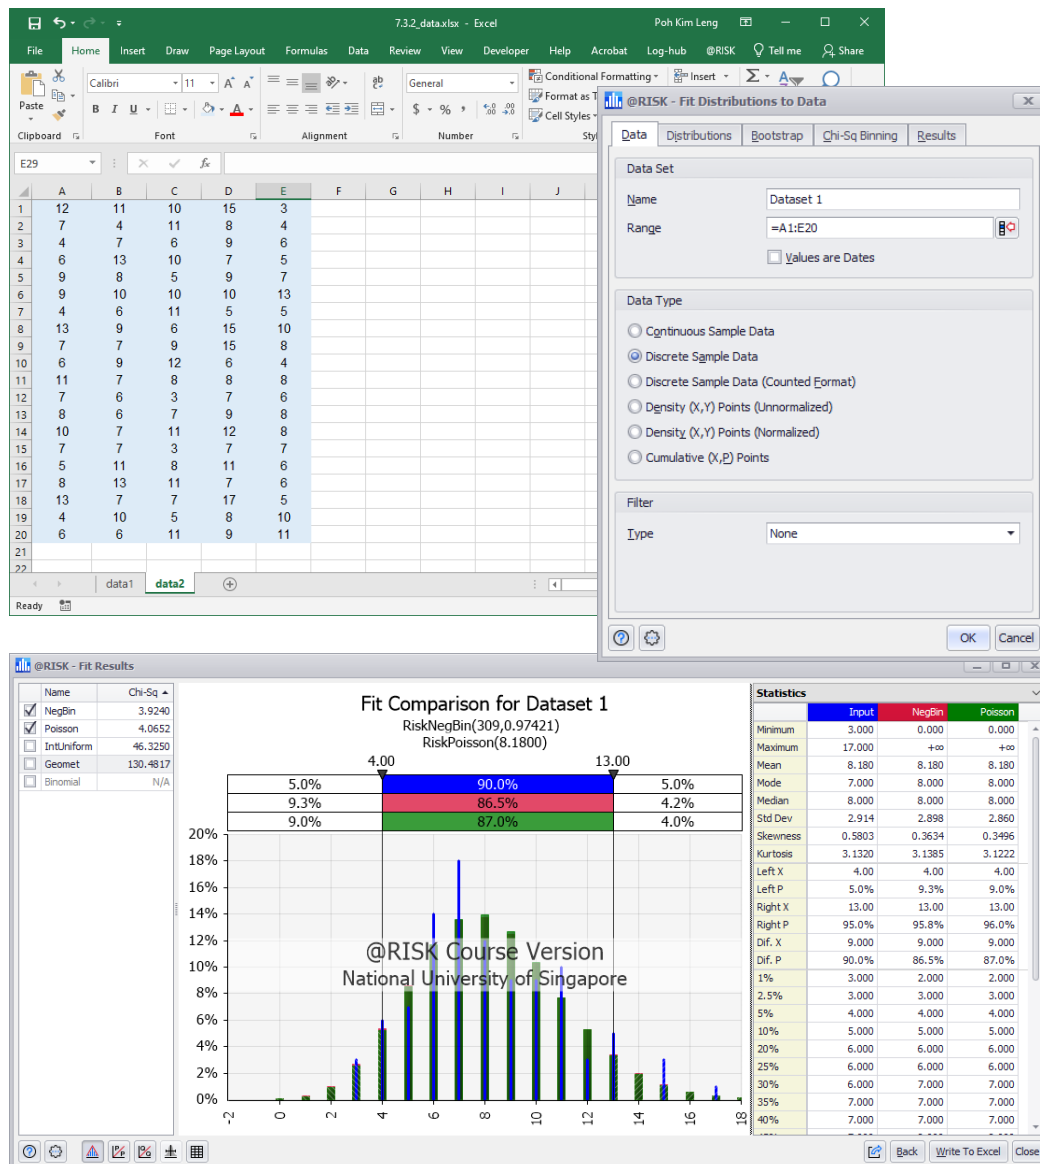 7.3.2_data.xlsx - Excel
Poh Kim Leng
File Home Insert Draw Page Layout Formulas Data Review View Developer Help Acrobat Log-hub @RISK Tell me Share
Paste
Calibri 11 A A
B I U A
ab
General
$ % ,
Conditional Formatting
Format as T
Cell Styles
Insert
Clipboard Font Alignment Number Styl
E29 fx
A B C D E F G H I J
1 12 11 10 15 3
2 7 4 11 8 4
3 4 7 6 9 6
4 6 13 10 7 5
5 9 8 5 9 7
6 9 10 10 10 13
7 4 6 11 5 5
8 13 9 6 15 10
9 7 7 9 15 8
10 6 9 12 6 4
11 11 7 8 8 8
12 7 6 3 7 6
13 8 6 7 9 8
14 10 7 11 12 8
15 7 7 3 7 7
16 5 11 8 11 6
17 8 13 11 7 6
18 13 7 7 17 5
19 4 10 5 8 10
20 6 6 11 9 11
21
22
data1 data2
Ready
@RISK - Fit Distributions to Data
Data Distributions Bootstrap Chi-Sq Binning Results
Data Set
Name Dataset 1
Range =A1:E20
Values are Dates
Data Type
Continuous Sample Data
Discrete Sample Data
Discrete Sample Data (Counted Format)
Density (X,Y) Points (Unnormalized)
Density (X,Y) Points (Normalized)
Cumulative (X,P) Points
Filter
Type None
OK Cancel
@RISK - Fit Results
Name Chi-Sq
NegBin 3.9240
Poisson 4.0652
IntUniform 46.3250
Geomet 130.4817
Binomial N/A
Fit Comparison for Dataset 1
RiskNegBin(309,0.97421)
RiskPoisson(8.1800)
4.00 13.00
5.0% 90.0% 5.0%
9.3% 86.5% 4.2%
9.0% 87.0% 4.0%
20%
18%
16%
14%
12%
10%
8%
6%
4%
2%
0%
@RISK Course Version
National University of Singapore
-2 0 2 4 6 8 10 12 14 16 18
Statistics
Input NegBin Poisson
Minimum 3.000 0.000 0.000
Maximum 17.000 +∞ +∞
Mean 8.180 8.180 8.180
Mode 7.000 8.000 8.000
Median 8.000 8.000 8.000
Std Dev 2.914 2.898 2.860
Skewness 0.5803 0.3634 0.3496
Kurtosis 3.1320 3.1385 3.1222
Left X 4.00 4.00 4.00
Left P 5.0% 9.3% 9.0%
Right X 13.00 13.00 13.00
Right P 95.0% 95.8% 96.0%
Dif. X 9.000 9.000 9.000
Dif. P 90.0% 86.5% 87.0%
1% 3.000 2.000 2.000
2.5% 3.000 3.000 3.000
5% 4.000 4.000 4.000
10% 5.000 5.000 5.000
20% 6.000 6.000 6.000
25% 6.000 6.000 6.000
30% 6.000 7.000 7.000
35% 7.000 7.000 7.000
40% 7.000 7.000 7.000
Back Write To Excel Close